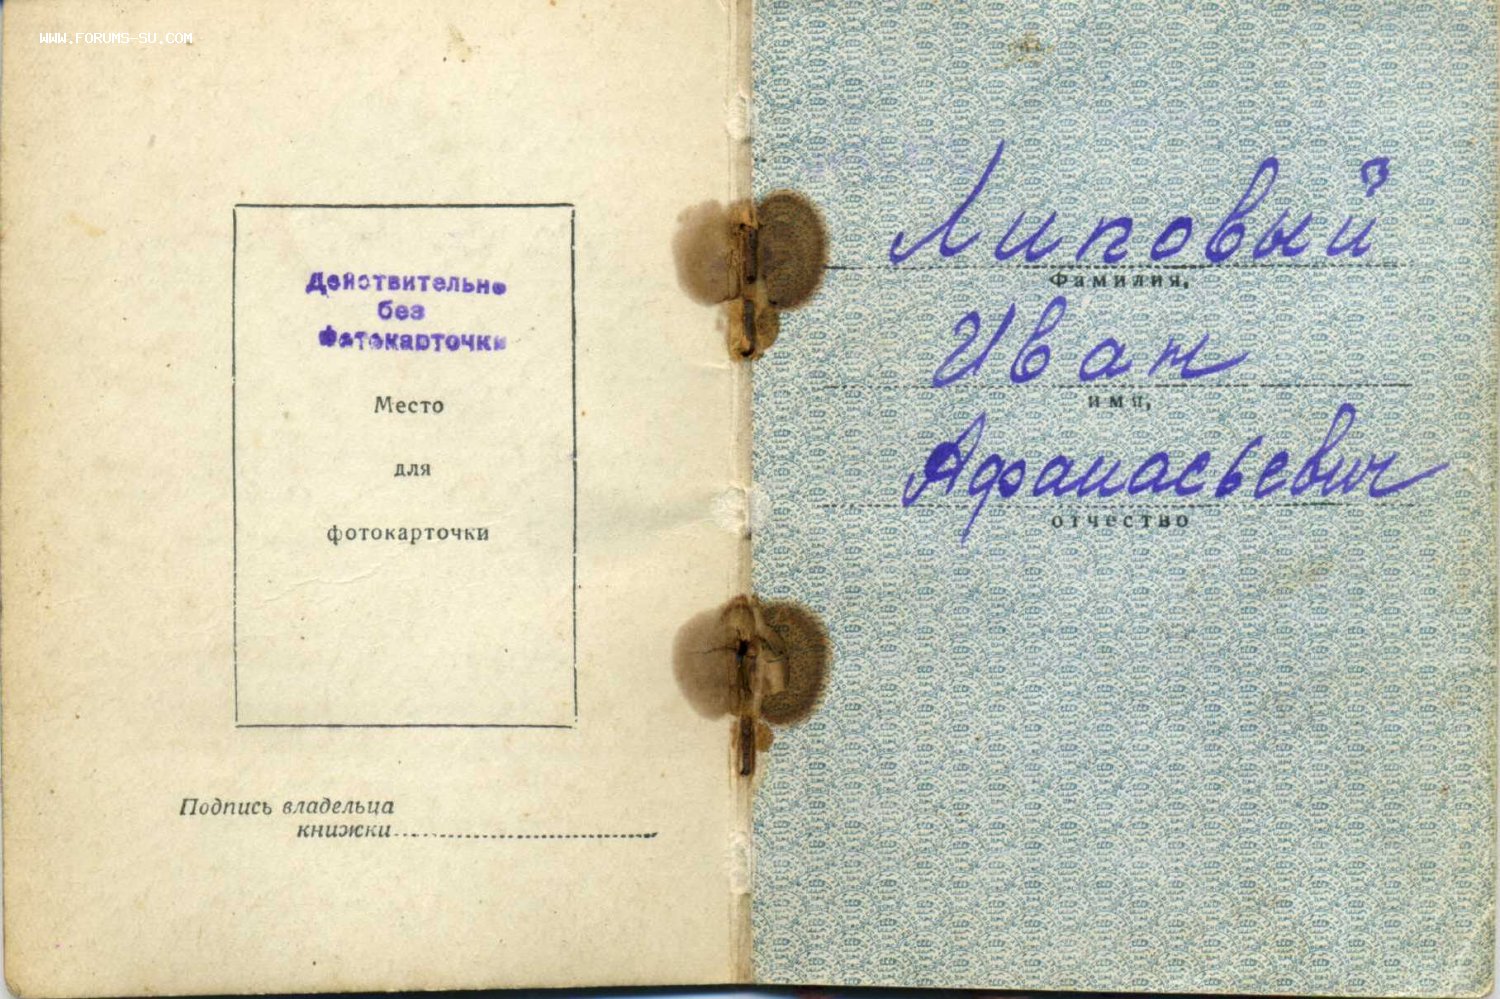 WWW.FORUMS-SU.COM
Действительно
без
фотокарточки
Место
для
фотокарточки
Подпись владельца
книжки
Липовый
Фамилия,
Иван
имя,
Афанасьевич
отчество